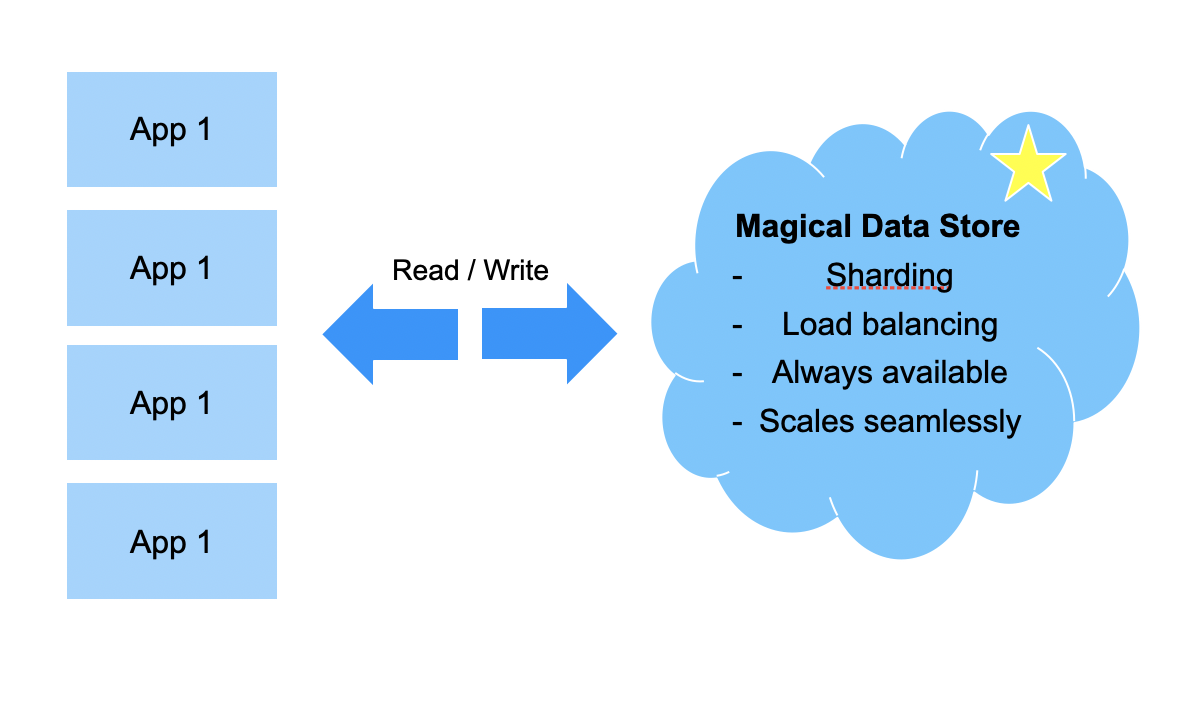 App 1
App 1
App 1
App 1
Read / Write
Magical Data Store
- Sharding
- Load balancing
- Always available
- Scales seamlessly